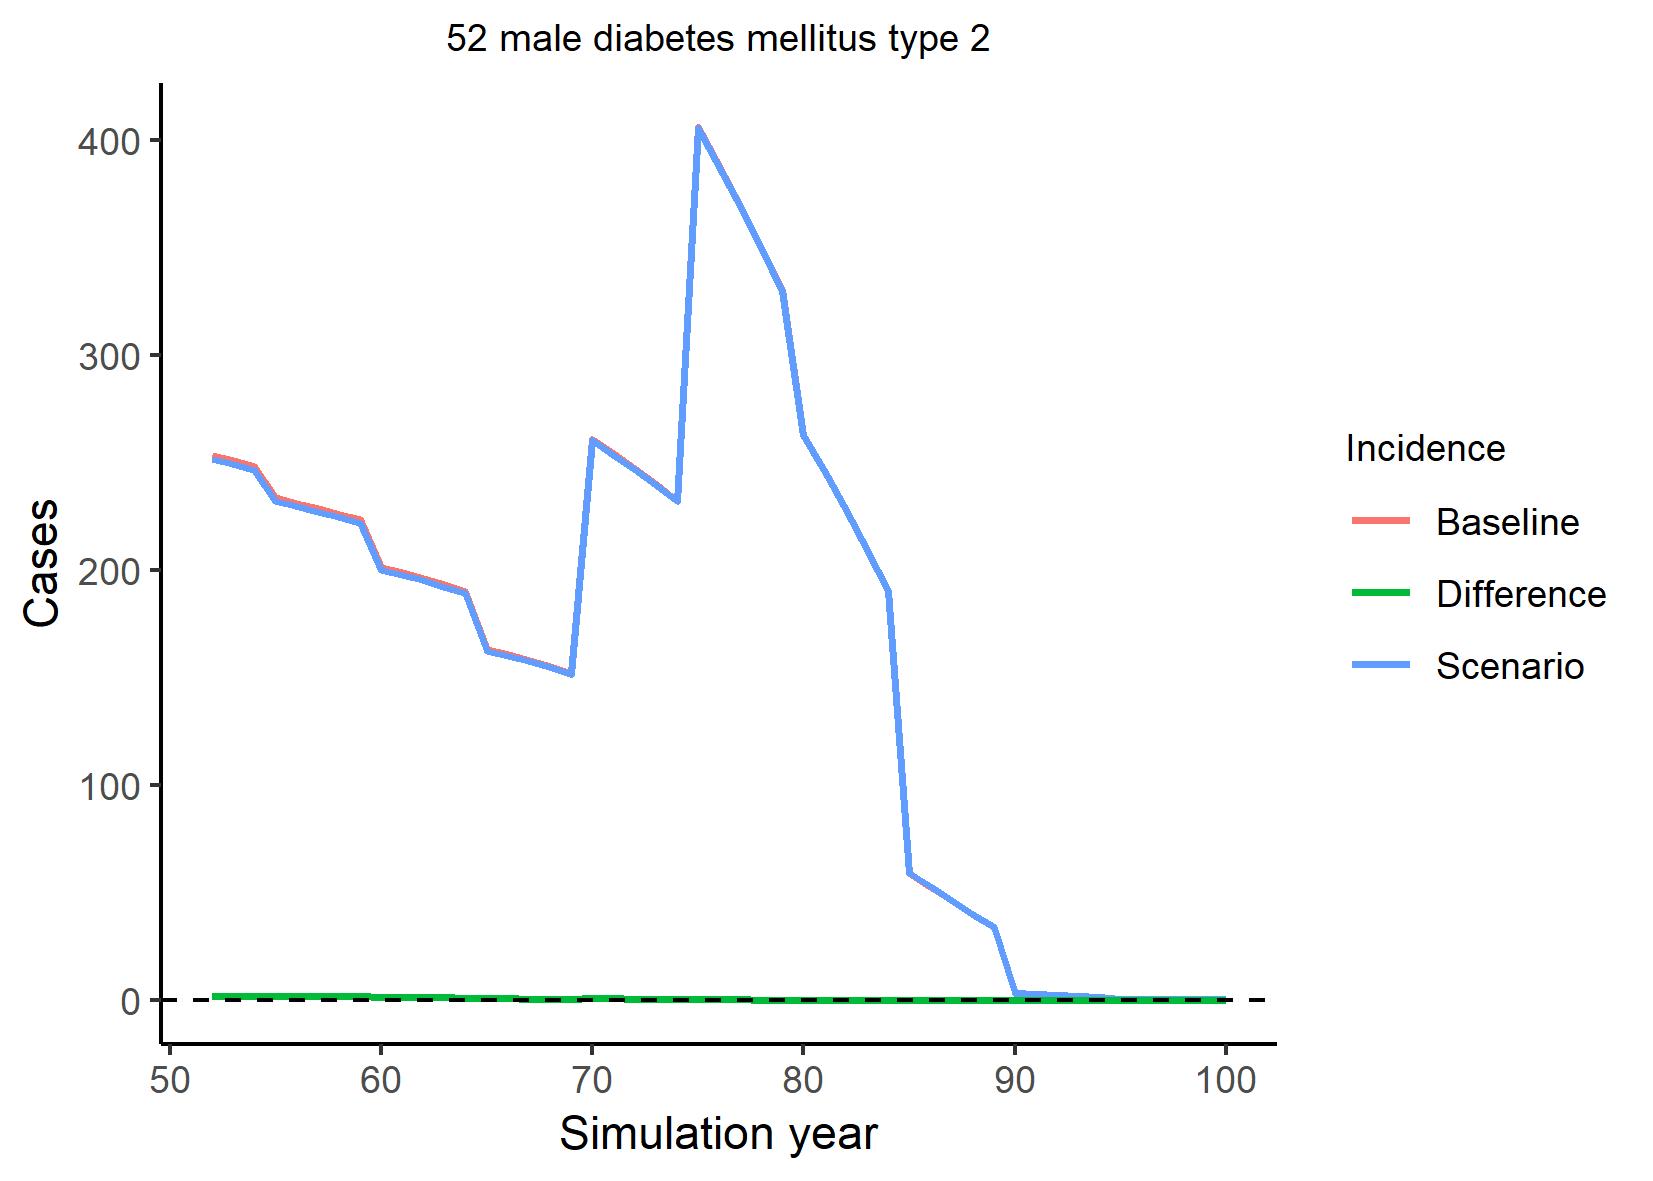 52 male diabetes mellitus type 2
400
300
200
100
0
Cases
50 60 70 80 90 100
Simulation year
Incidence
Baseline
Difference
Scenario